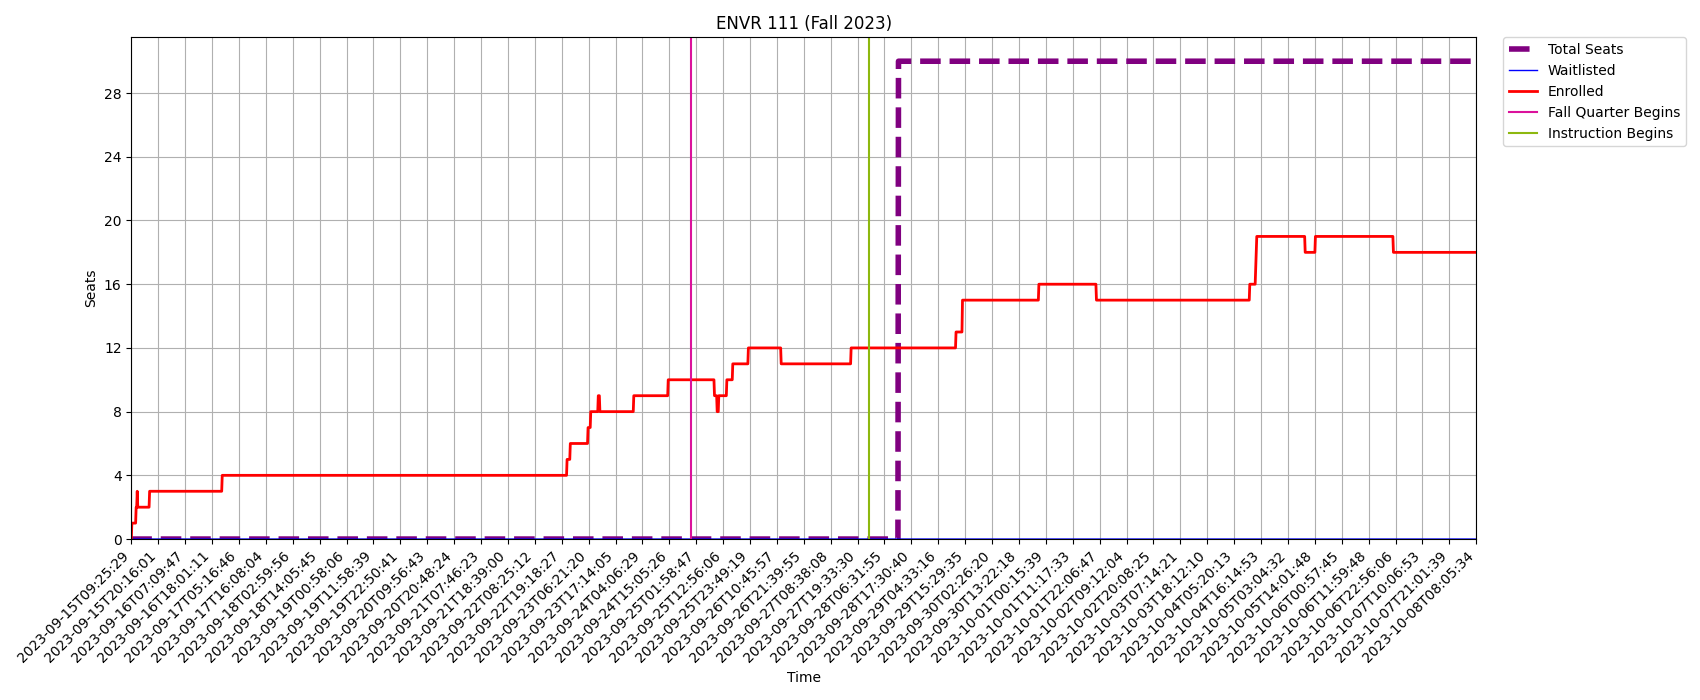 ENVR 111 (Fall 2023)
Total Seats
Waitlisted
Enrolled
Fall Quarter Begins
Instruction Begins
Seats
28
24
20
16
12
8
4
0
2023-09-15T09:25:29
2023-09-15T20:16:01
2023-09-16T07:09:47
2023-09-16T18:01:11
2023-09-17T05:16:46
2023-09-17T16:08:04
2023-09-18T02:59:56
2023-09-18T14:05:45
2023-09-19T00:58:06
2023-09-19T11:58:39
2023-09-19T22:50:41
2023-09-20T09:56:43
2023-09-20T20:48:24
2023-09-21T07:46:23
2023-09-21T18:39:00
2023-09-22T08:25:12
2023-09-22T19:18:27
2023-09-23T06:21:20
2023-09-23T17:14:05
2023-09-24T04:06:29
2023-09-24T15:05:26
2023-09-25T01:58:47
2023-09-25T12:56:06
2023-09-25T23:49:19
2023-09-26T10:45:57
2023-09-26T21:39:55
2023-09-27T08:38:08
2023-09-27T19:33:30
2023-09-28T06:31:55
2023-09-28T17:30:40
2023-09-29T04:33:16
2023-09-29T15:29:35
2023-09-30T02:26:20
2023-09-30T13:22:18
2023-10-01T00:15:39
2023-10-01T11:17:33
2023-10-01T22:06:47
2023-10-02T09:12:04
2023-10-02T20:08:25
2023-10-03T07:14:21
2023-10-03T18:12:10
2023-10-04T05:20:13
2023-10-04T16:14:53
2023-10-05T03:04:32
2023-10-05T14:01:48
2023-10-06T00:57:45
2023-10-06T11:59:48
2023-10-06T22:56:06
2023-10-07T10:06:53
2023-10-07T21:01:39
2023-10-08T08:05:34
Time